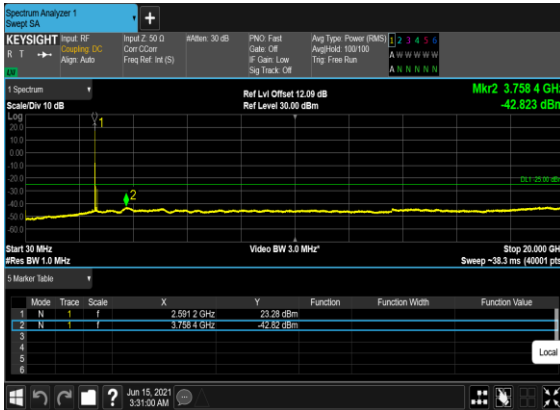 Spectrum Analyzer 1
Swept SA
+
KEYSIGHT
R T
Input: RF
Coupling: DC
Align: Auto
Input Z: 50 Ω
Corr CCorr
Freq Ref: Int (S)
#Atten: 30 dB
PNO: Fast
Gate: Off
IF Gain: Low
Sig Track: Off
Avg Type: Power (RMS)
Avg|Hold: 100/100
Trig: Free Run
1 2 3 4 5 6
A W W W W W
A N N N N N
1 Spectrum
Scale/Div 10 dB
Ref Lvl Offset 12.09 dB
Ref Level 30.00 dBm
Mkr2 3.758 4 GHz
-42.823 dBm
Log
20.0
10.0
0.00
-10.0
-20.0
-30.0
-40.0
-50.0
-60.0
1
2
DL1 -25.00 dBm
Start 30 MHz
#Res BW 1.0 MHz
Video BW 3.0 MHz*
Stop 20.000 GHz
Sweep ~38.3 ms (40001 pts)
5 Marker Table
Mode Trace Scale X Y Function Function Width Function Value
1 N 1 f 2.591 2 GHz 23.28 dBm
2 N 1 f 3.758 4 GHz -42.82 dBm
3
4
5
6
Local
?
Jun 15, 2021
3:31:00 AM